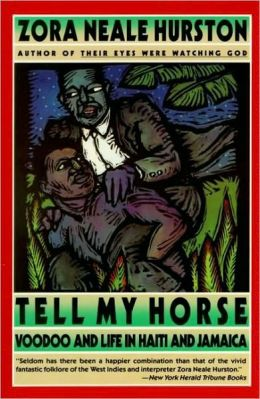 ZORA NEALE HURSTON
AUTHOR OF THEIR EYES WERE WATCHING GOD
TELL MY HORSE
VOODOO AND LIFE IN HAITI AND JAMAICA
"Seldom has there been a happier combination than that of the vivid
fantastic folklore of the West Indies and interpreter Zora Neale Hurston."
—New York Herald Tribune Books